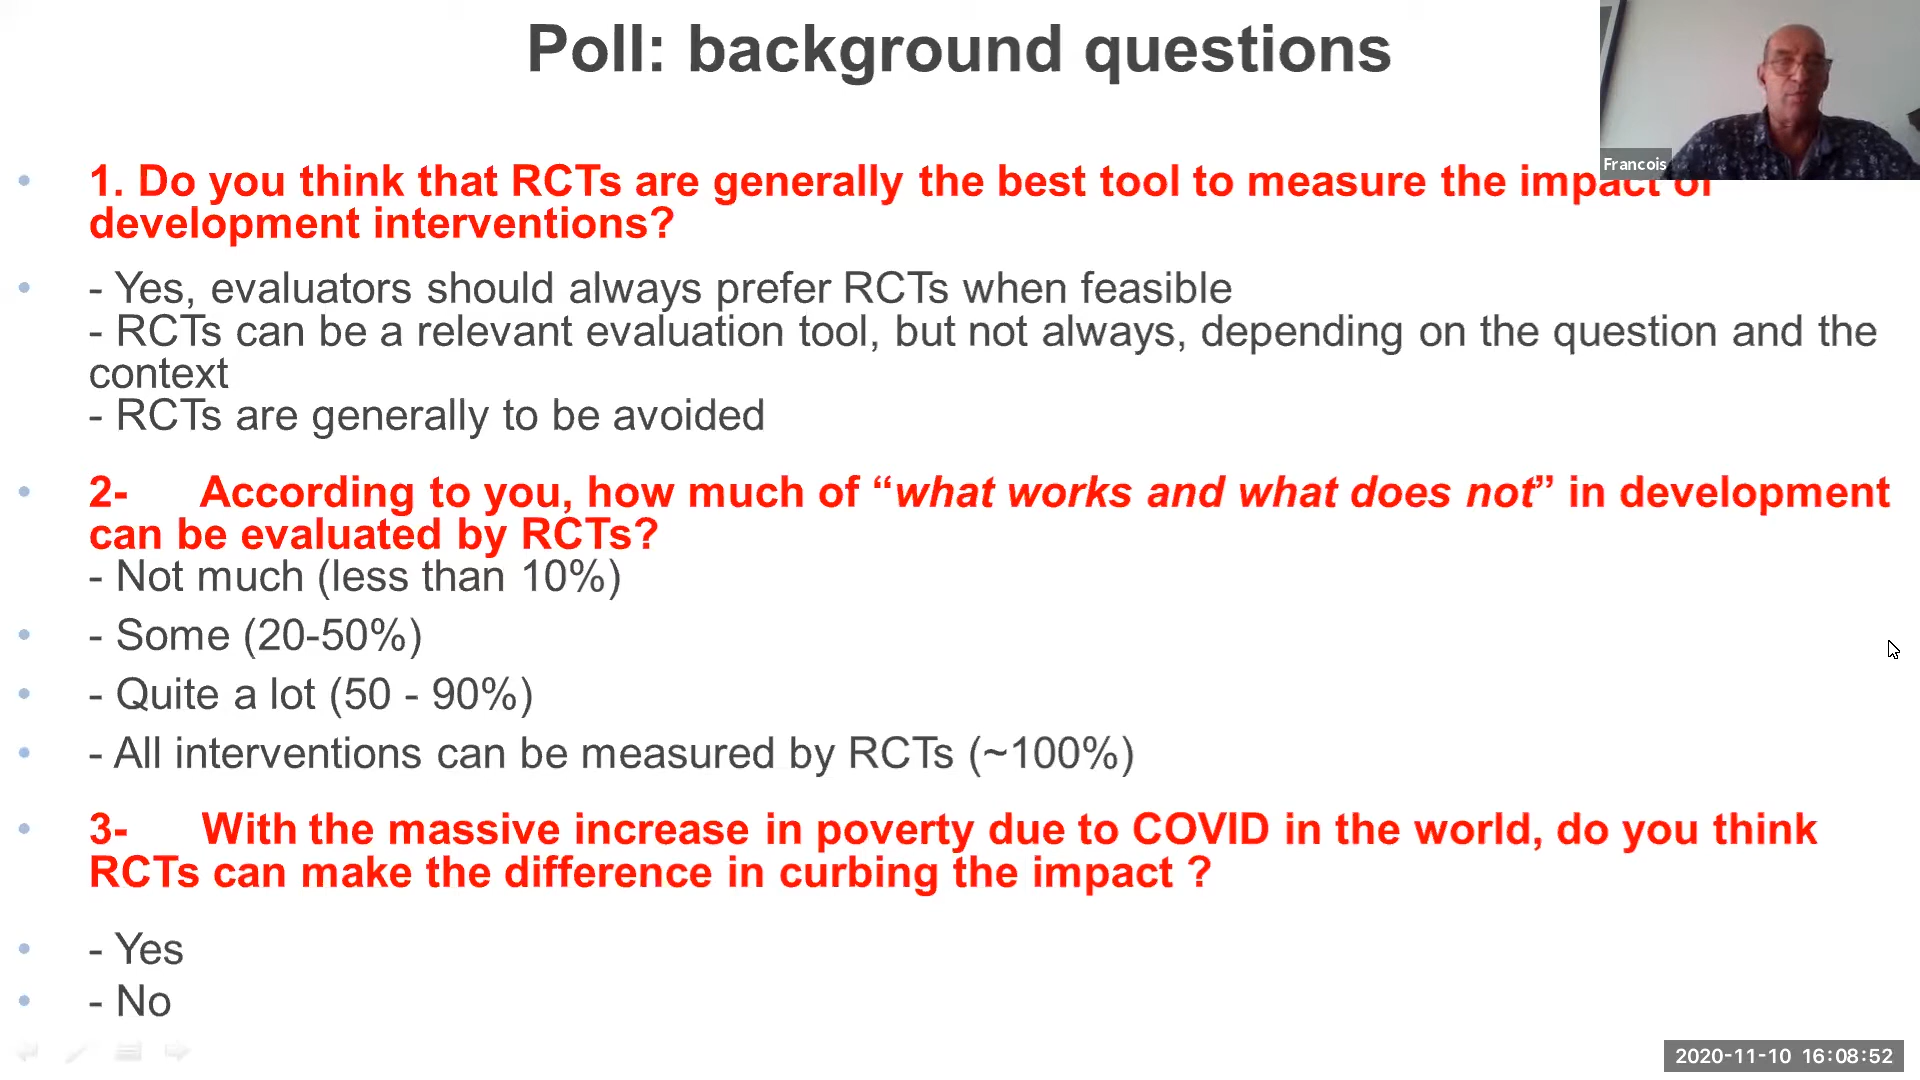 Poll: background questions
Francois
1. Do you think that RCTs are generally the best tool to measure the impact of
development interventions?
- Yes, evaluators should always prefer RCTs when feasible
- RCTs can be a relevant evaluation tool, but not always, depending on the question and the
context
- RCTs are generally to be avoided
2- According to you, how much of “what works and what does not” in development
can be evaluated by RCTs?
- Not much (less than 10%)
- Some (20-50%)
- Quite a lot (50 - 90%)
- All interventions can be measured by RCTs (~100%)
3- With the massive increase in poverty due to COVID in the world, do you think
RCTs can make the difference in curbing the impact ?
- Yes
- No
2020-11-10 16:08:52